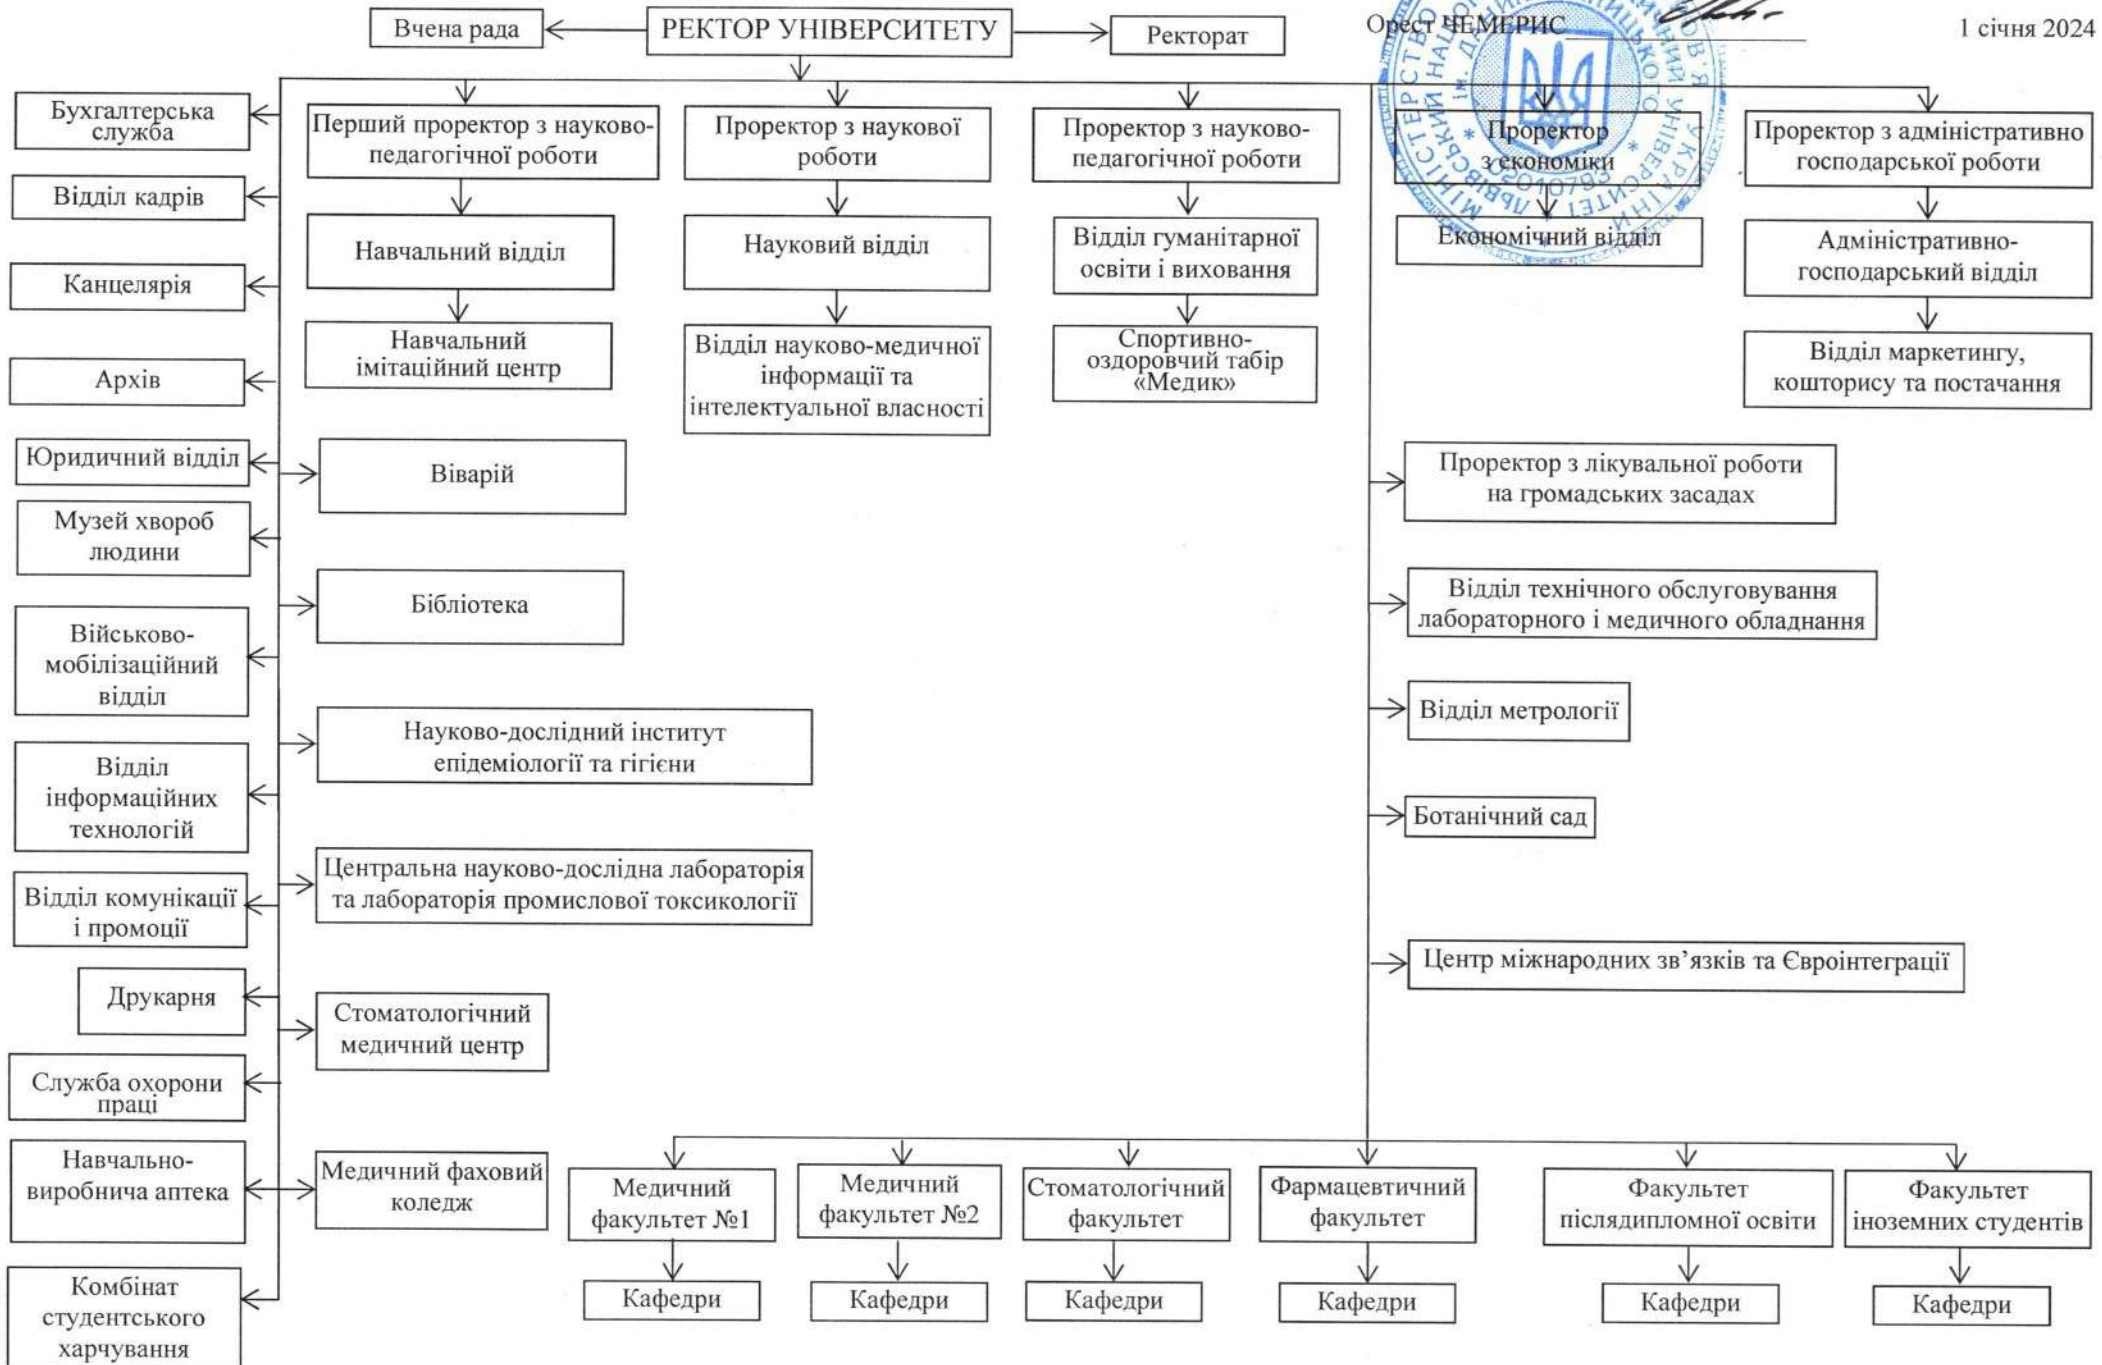 Вчена рада
РЕКТОР УНІВЕРСИТЕТУ
Ректорат
Орест ЧЕМЕРИС
1 січня 2024
Бухгалтерська
служба
Відділ кадрів
Канцелярія
Архів
Юридичний відділ
Музей хвороб
людини
Військово-
мобілізаційний
відділ
Відділ
інформаційних
технологій
Відділ комунікації
і промоції
Друкарня
Служба охорони
праці
Навчально-
виробнича аптека
Комбінат
студентського
харчування
Перший проректор з науково-
педагогічної роботи
Навчальний відділ
Навчальний
імітаційний центр
Проректор з наукової
роботи
Науковий відділ
Відділ науково-медичної
інформації та
інтелектуальної власності
Проректор з науково-
педагогічної роботи
Відділ гуманітарної
освіти і виховання
Спортивно-
оздоровчий табір
«Медик»
Проректор
з економіки
Економічний відділ
Проректор з адміністративно
господарської роботи
Адміністративно-
господарський відділ
Відділ маркетингу,
кошторису та постачання
Віварій
Бібліотека
Науково-дослідний інститут
епідеміології та гігієни
Центральна науково-дослідна лабораторія
та лабораторія промислової токсикології
Стоматологічний
медичний центр
Медичний фаховий
коледж
Проректор з лікувальної роботи
на громадських засадах
Відділ технічного обслуговування
лабораторного і медичного обладнання
Відділ метрології
Ботанічний сад
Центр міжнародних зв’язків та Євроінтеграції
Медичний
факультет №1
Кафедри
Медичний
факультет №2
Кафедри
Стоматологічний
факультет
Кафедри
Фармацевтичний
факультет
Кафедри
Факультет
післядипломної освіти
Кафедри
Факультет
іноземних студентів
Кафедри
02010793